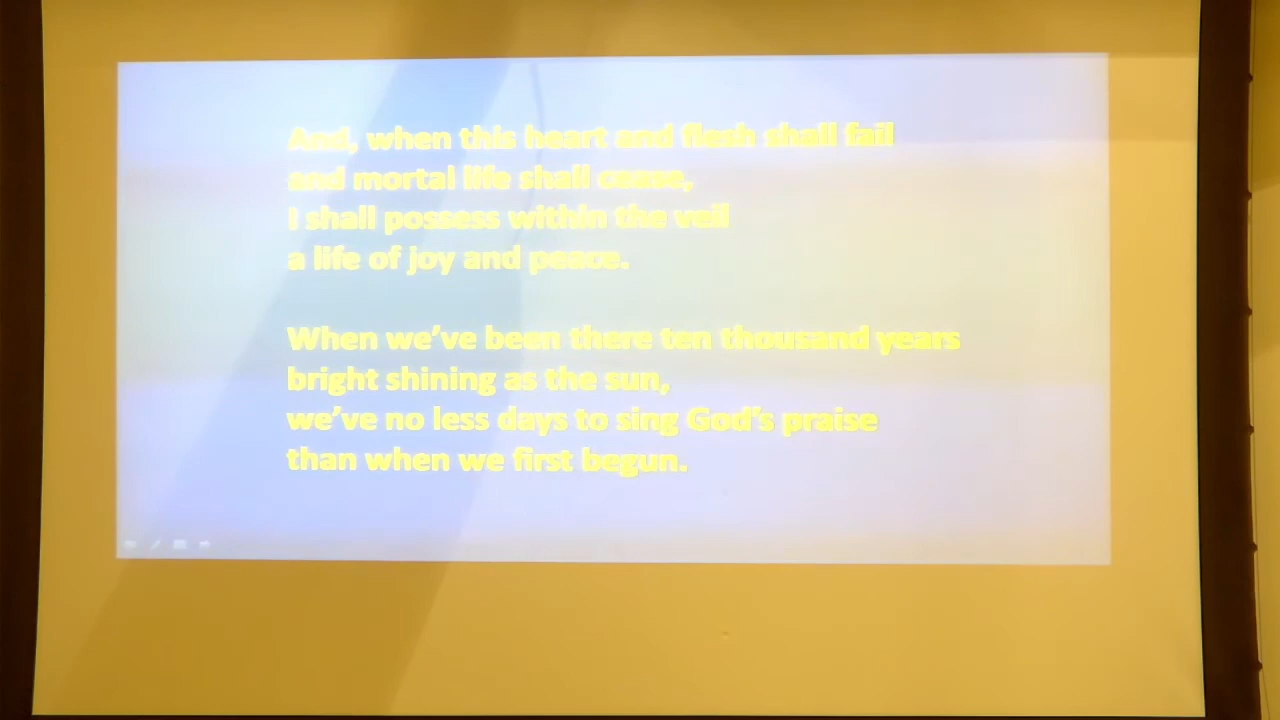 And, when this heart and flesh shall fail
and mortal life shall cease,
I shall possess within the veil
a life of joy and peace.
When we've been there ten thousand years
bright shining as the sun,
we've no less days to sing God's praise
than when we first begun.